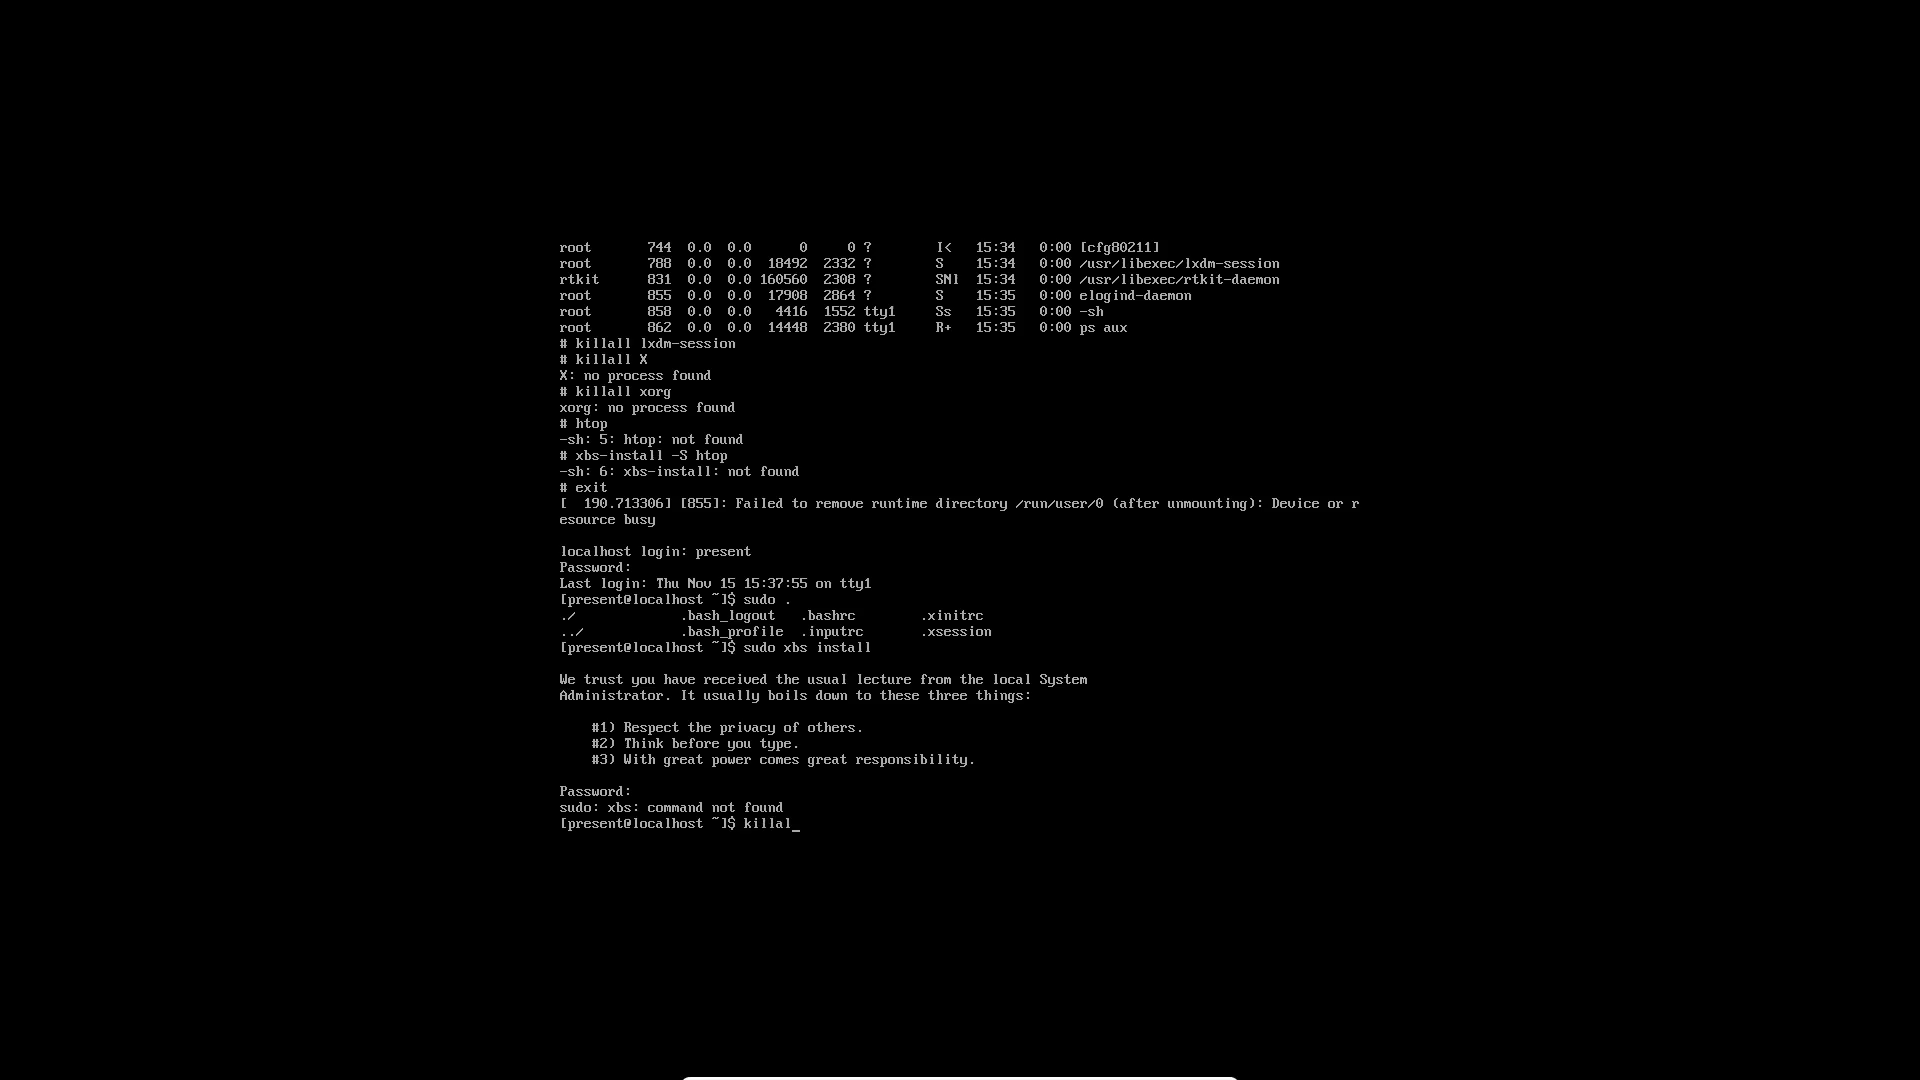 root       744  0.0  0.0      0     0 ?        I<   15:34   0:00 [cfg80211]
root       788  0.0  0.0  18492  2332 ?        S    15:34   0:00 /usr/libexec/lxdm-session
rtkit      831  0.0  0.0 160560  2308 ?        SNl  15:34   0:00 /usr/libexec/rtkit-daemon
root       855  0.0  0.0  17908  2864 ?        S    15:35   0:00 elogind-daemon
root       858  0.0  0.0   4416  1552 tty1     Ss   15:35   0:00 -sh
root       862  0.0  0.0  14448  2380 tty1     R+   15:35   0:00 ps aux
# killall lxdm-session
# killall X
X: no process found
# killall xorg
xorg: no process found
# htop
-sh: 5: htop: not found
# xbs-install -S htop
-sh: 6: xbs-install: not found
# exit
[  190.713306] [855]: Failed to remove runtime directory /run/user/0 (after unmounting): Device or r
esource busy

localhost login: present
Password:
Last login: Thu Nov 15 15:37:55 on tty1
[present@localhost ~]$ sudo .
./             .bash_logout   .bashrc        .xinitrc
../            .bash_profile  .inputrc       .xsession
[present@localhost ~]$ sudo xbs install

We trust you have received the usual lecture from the local System
Administrator. It usually boils down to these three things:

    #1) Respect the privacy of others.
    #2) Think before you type.
    #3) With great power comes great responsibility.

Password:
sudo: xbs: command not found
[present@localhost ~]$ killal_